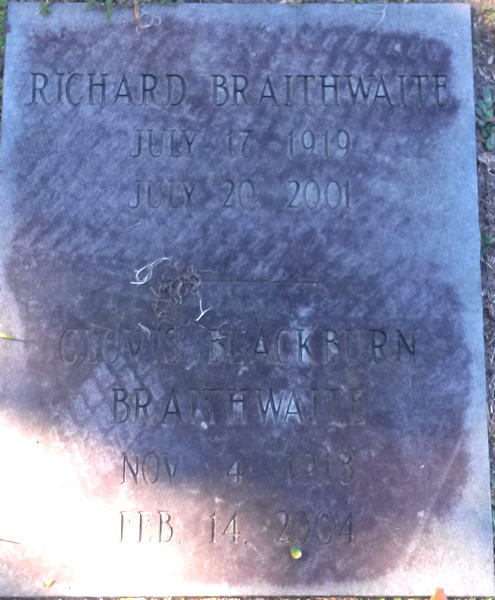 RICHARD BRAITHWAITE
JULY 17 1919
JULY 20 2001
CLOVIS BLACKBURN
BRAITHWAITE
NOV 4 1913
FEB 14, 2004